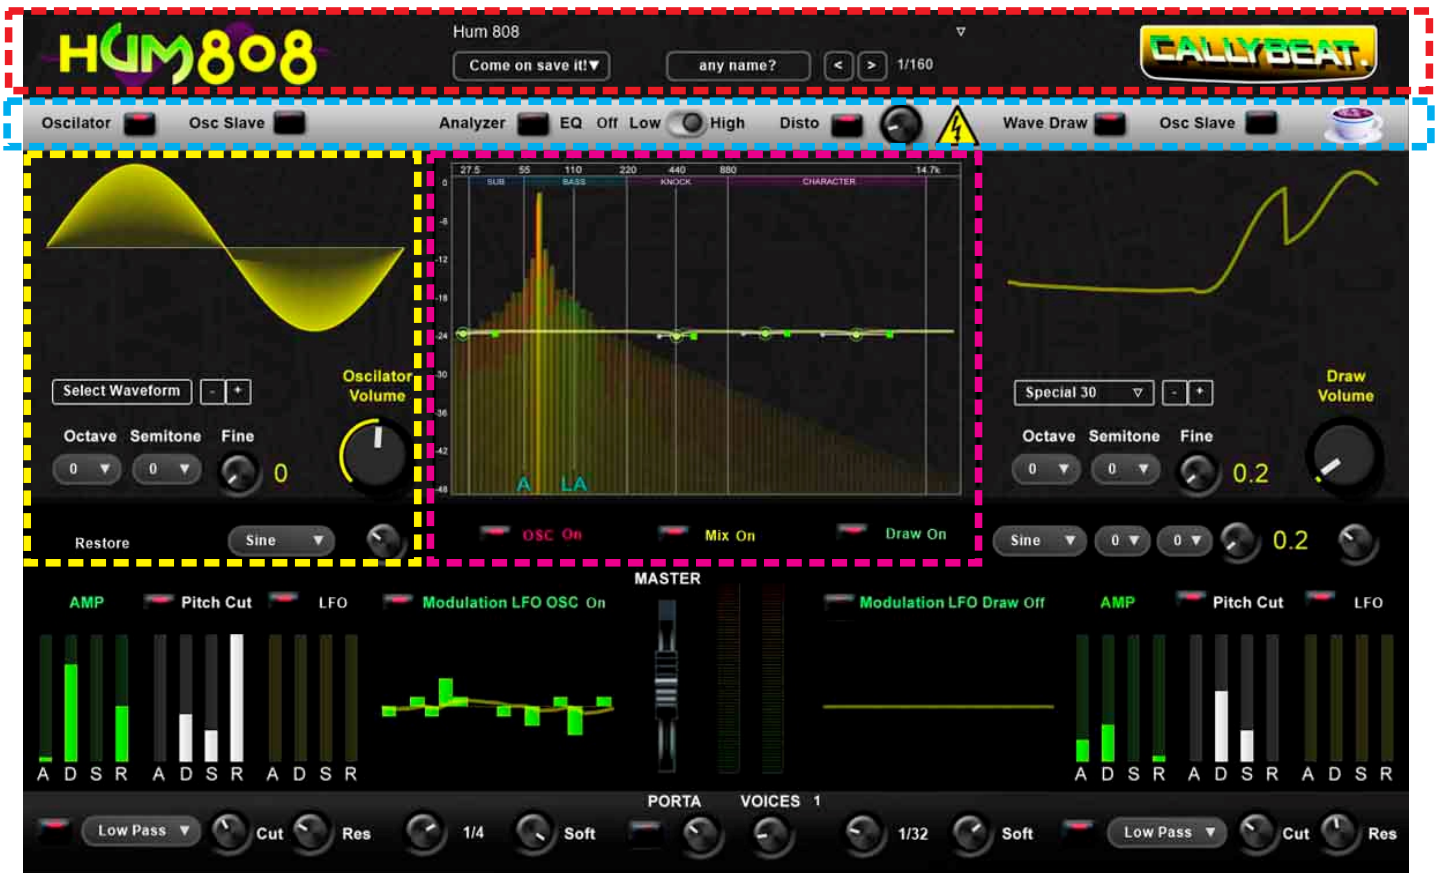 HUM808
Hum 808
CALLYBEAT.
Come on save it!
any name?
<
>
1/160
Oscilator
Osc Slave
Analyzer
EQ Off Low
High
Disto
Wave Draw
Osc Slave
27.5 55 110 220 440 880 14.7k
SUB BASS KNOCK CHARACTER
0
-6
-12
-18
-24
-30
-36
-42
-48
A LA
Select Waveform
- +
Oscilator
Volume
Octave Semitone Fine
0 0 0
Restore
Sine
OSC On
Mix On
Draw On
Special 30
- +
Draw
Volume
Octave Semitone Fine
0 0 0.2
Sine 0 0 0.2
MASTER
AMP
Pitch Cut
LFO
Modulation LFO OSC On
Modulation LFO Draw Off
AMP
Pitch Cut
LFO
A D S R A D S R A D S R
A D S R A D S R A D S R
PORTA VOICES 1
Low Pass Cut Res 1/4 Soft
1/32 Soft Low Pass Cut Res